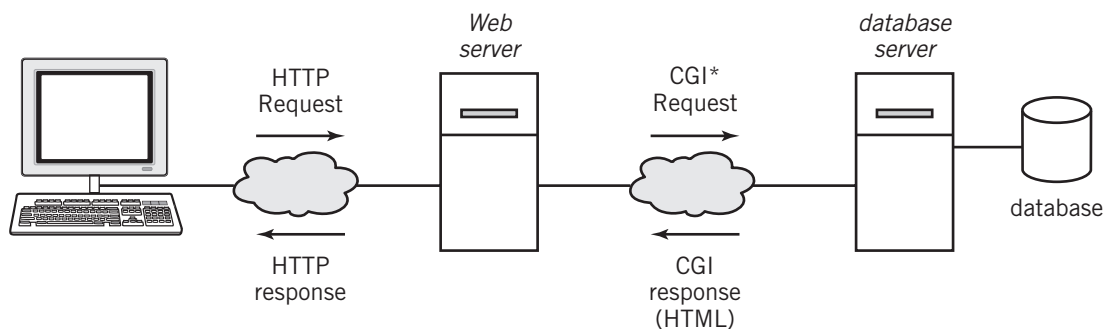 Web
server
database
server
HTTP
Request
CGI*
Request
database
HTTP
response
CGI
response
(HTML)